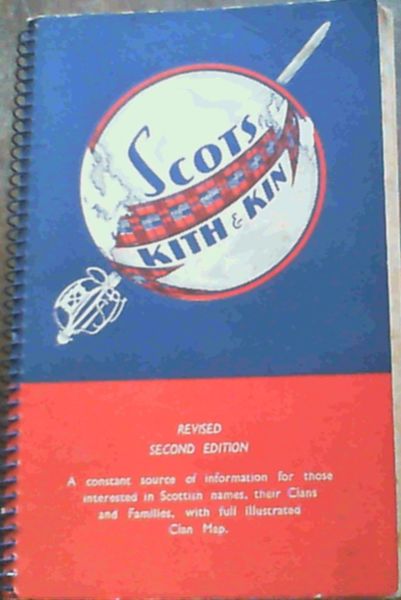 SCOTS
KITH & KIN
REVISED
SECOND EDITION
A constant source of information for those
interested in Scottish names, their Clans
and Families, with full illustrated
Clan Map.